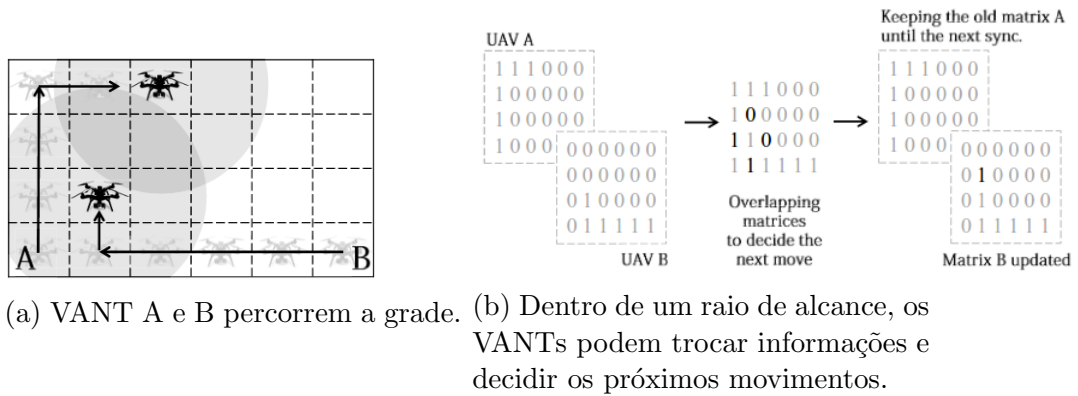 A
B
(a) VANT A e B percorrem a grade.
UAV A
1 1 1 0 0 0
1 0 0 0 0 0
1 0 0 0 0 0
1 0 0 0
0 0 0 0 0 0
0 0 0 0 0 0
0 1 0 0 0 0
0 1 1 1 1 1
UAV B
1 1 1 0 0 0
1 0 0 0 0 0
1 1 0 0 0 0
1 1 1 1 1 1
Overlapping
matrices
to decide the
next move
Keeping the old matrix A
until the next sync.
1 1 1 0 0 0
1 0 0 0 0 0
1 0 0 0 0 0
1 0 0 0
0 0 0 0 0 0
0 1 0 0 0 0
0 1 0 0 0 0
0 1 1 1 1 1
Matrix B updated
(b) Dentro de um raio de alcance, os
VANTs podem trocar informações e
decidir os próximos movimentos.